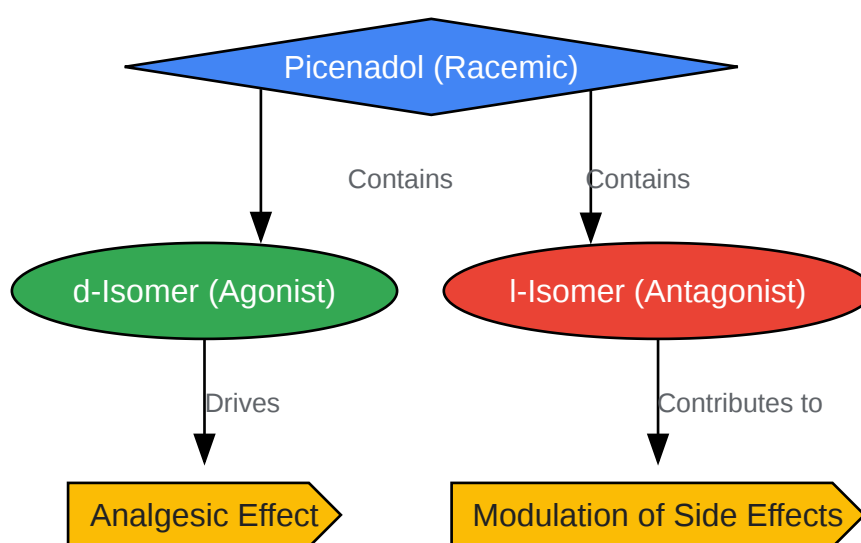 Picenadol (Racemic)
Contains
Contains
d-Isomer (Agonist)
l-Isomer (Antagonist)
Drives
Contributes to
Analgesic Effect
Modulation of Side Effects